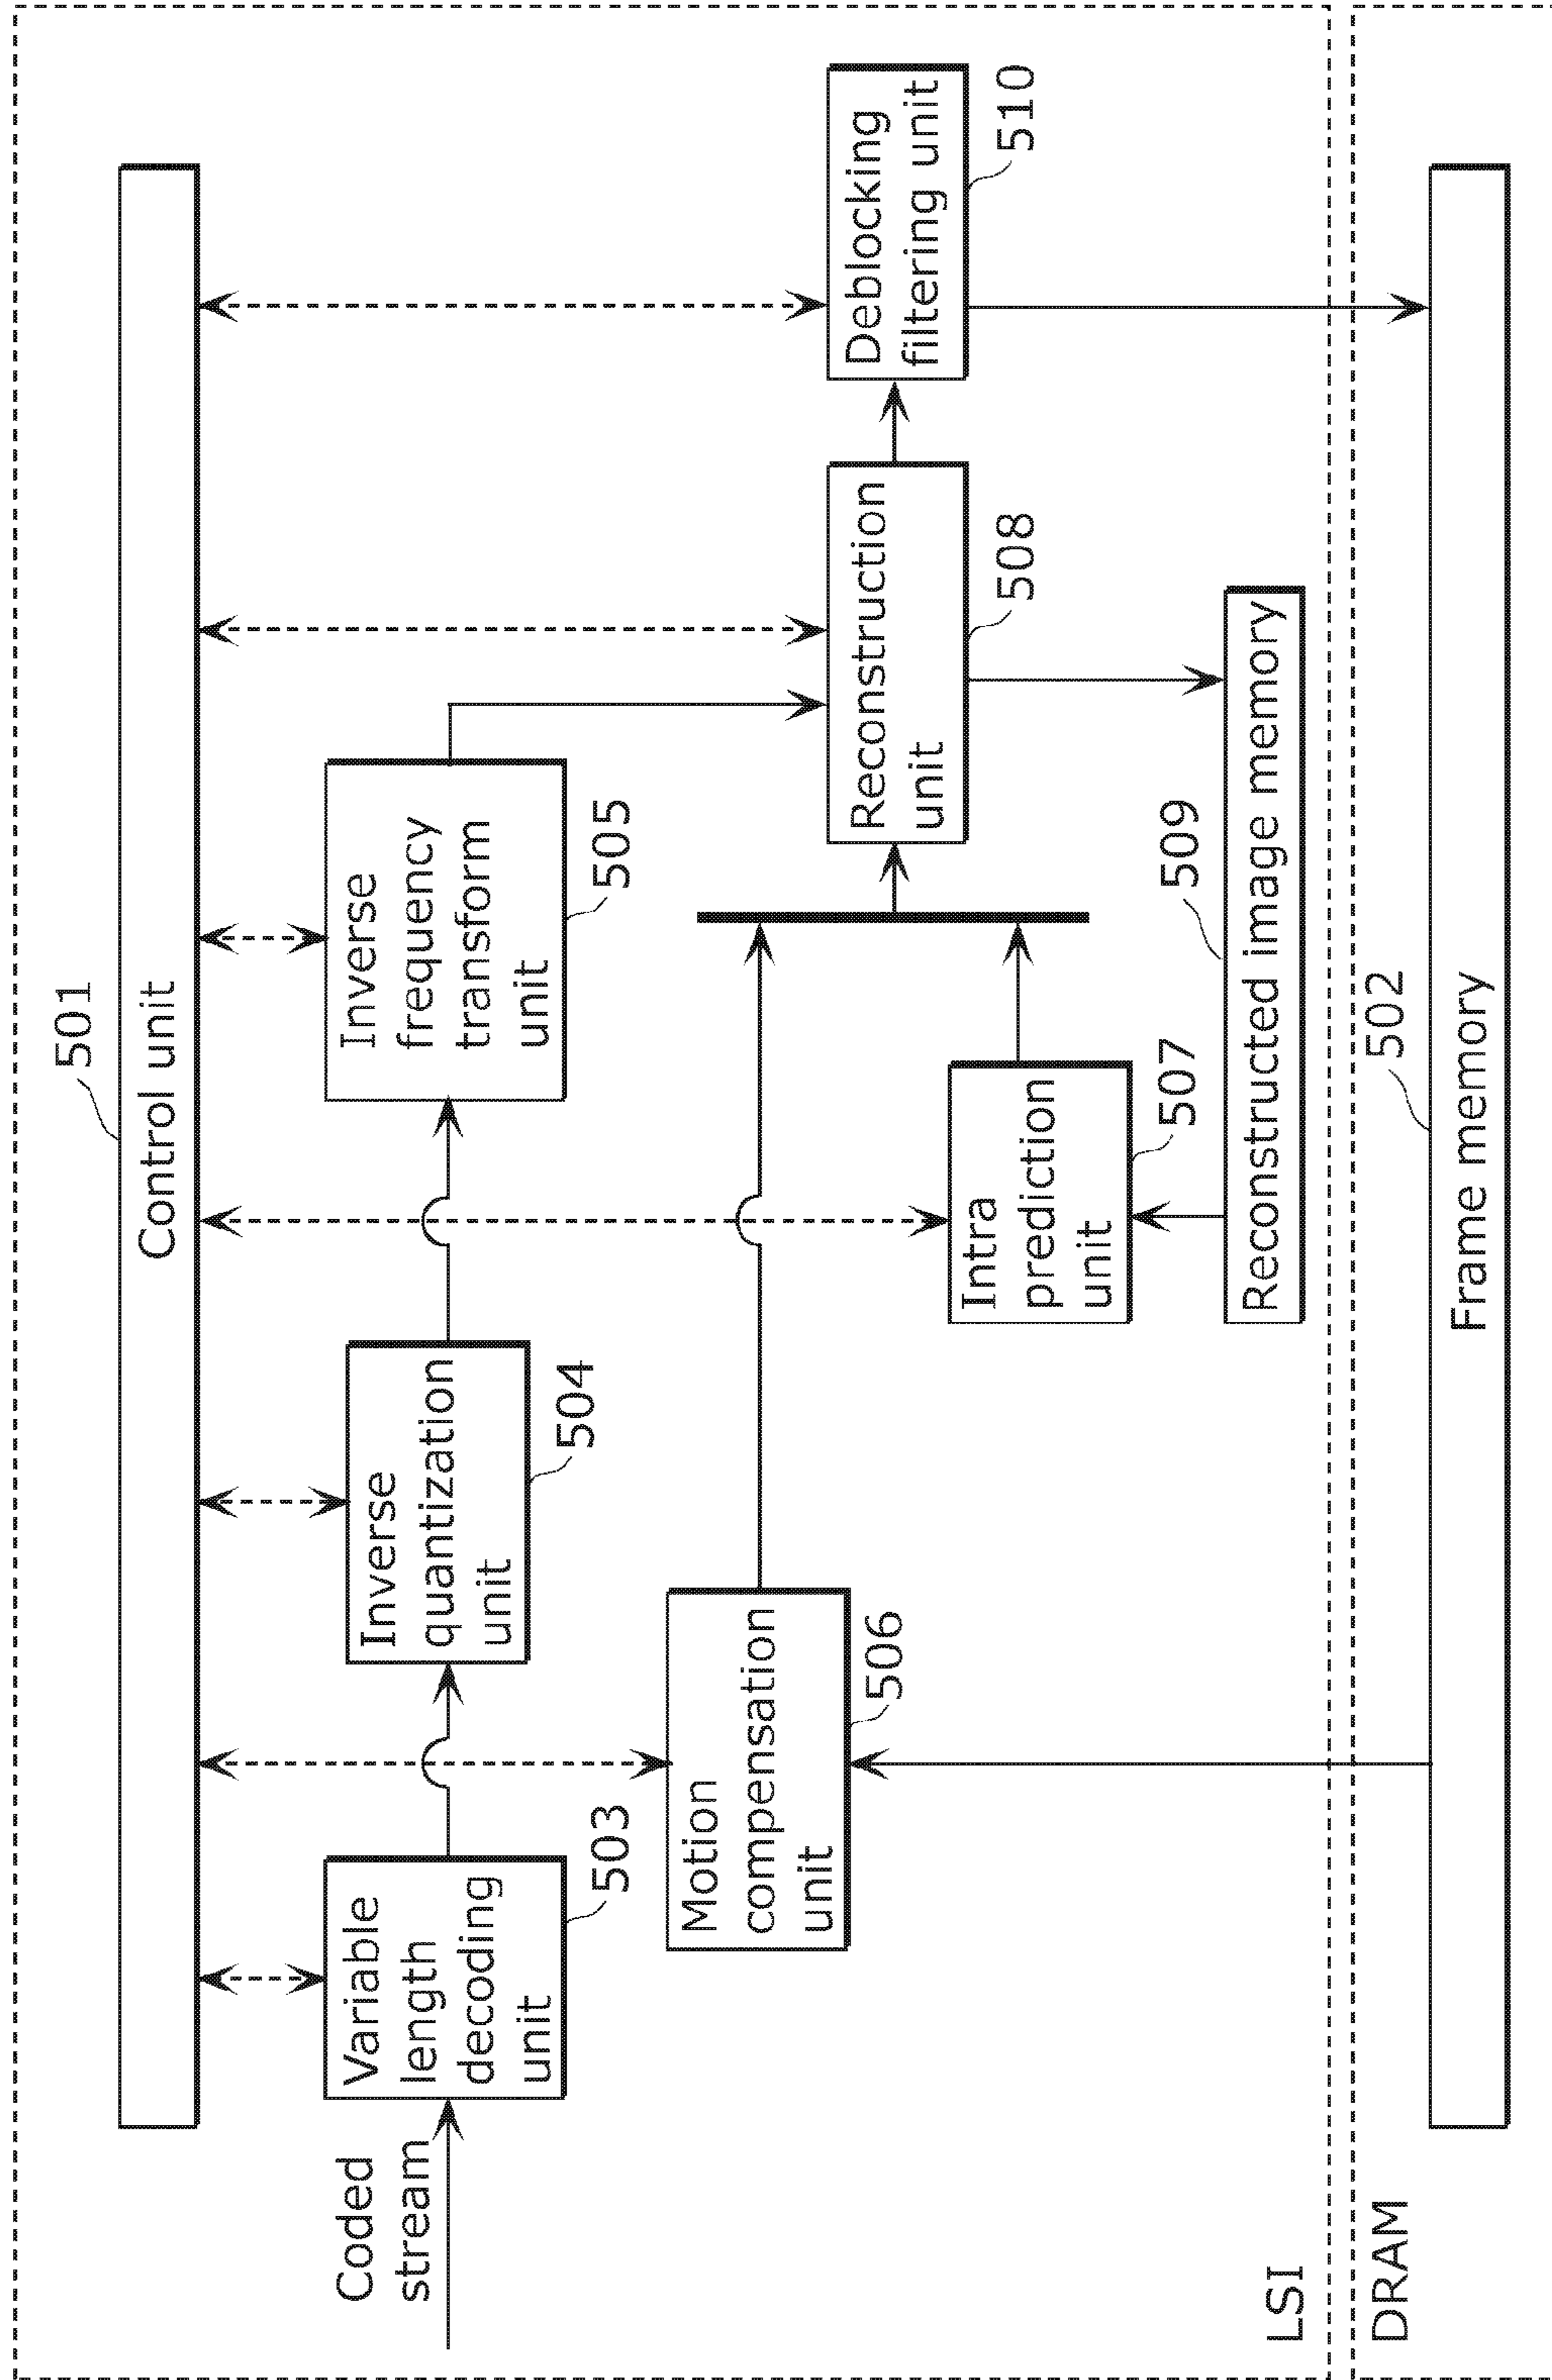 501
Control unit
Coded
stream
Variable
length
decoding
unit
503
Inverse
quantization
unit
504
Inverse
frequency
transform
unit
505
Motion
compensation
unit
506
Intra
prediction
unit
507
Reconstruction
unit
508
Deblocking
filtering unit
510
509
Reconstructed image memory
LSI
DRAM
502
Frame memory